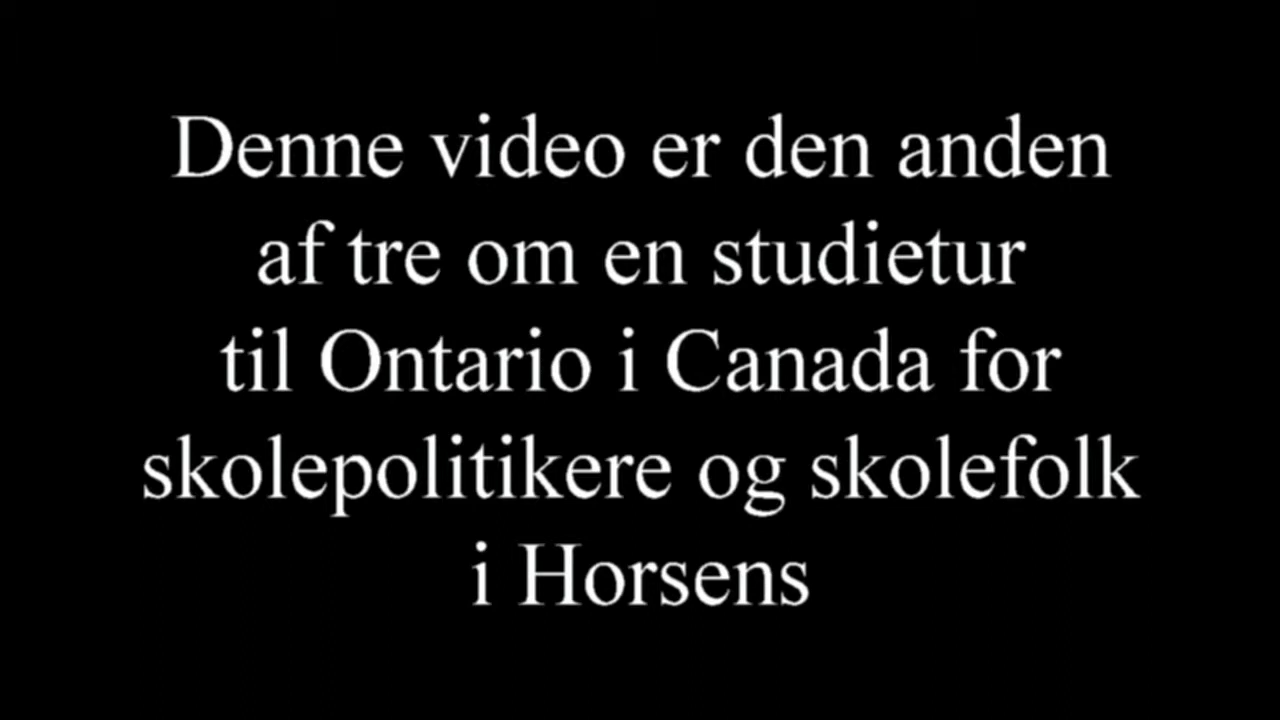 Denne video er den anden
af tre om en studietur
til Ontario i Canada for
skolepolitikere og skolefolk
i Horsens